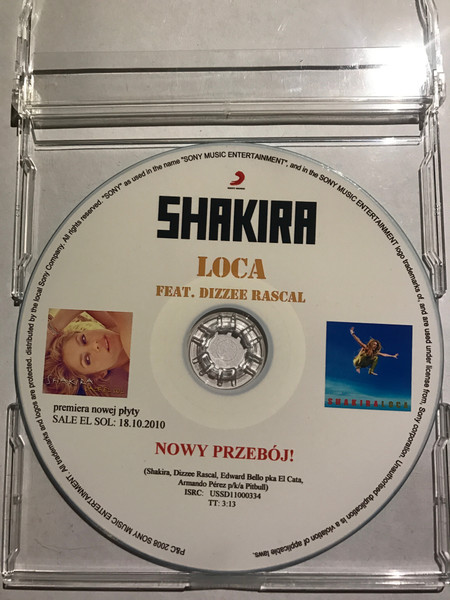 SHAKIRA
LOCA
FEAT. DIZZEE RASCAL
SHAKIRA
SHAKIRA LOCA
premiera nowej płyty
SALE EL SOL: 18.10.2010
NOWY PRZEBÓJ!
(Shakira, Dizzee Rascal, Edward Bello pka El Cata,
Armando Pérez p/k/a Pitbull)
ISRC: USSD11000334
TT: 3:13
P&C 2008 SONY MUSIC ENTERTAINMENT. All trademarks and logos are protected. distributed by the local Sony Company. All rights reserved. "SONY" as used in the name "SONY MUSIC ENTERTAINMENT", and in the SONY MUSIC ENTERTAINMENT logo trademarks of, and are used under license from, Sony corporation. Unauthorised duplication is a violation of applicable laws.